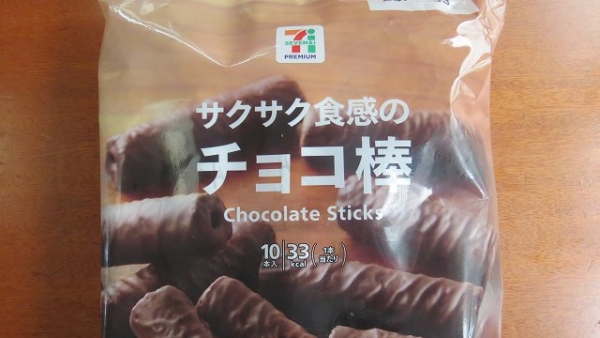 SEVEN&i
PREMIUM
サクサク食感の
チョコ棒
Chocolate Sticks
10本入 33kcal (1本当たり)